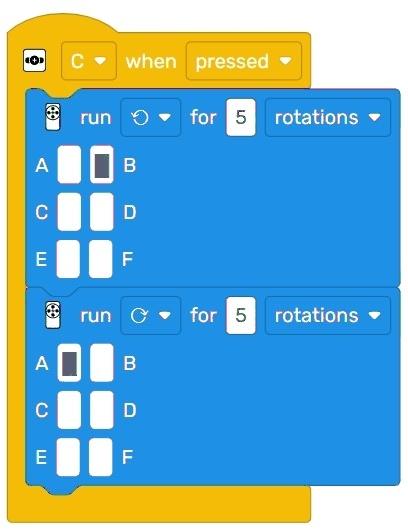 C when pressed
run for 5 rotations
A B
C D
E F
run for 5 rotations
A B
C D
E F